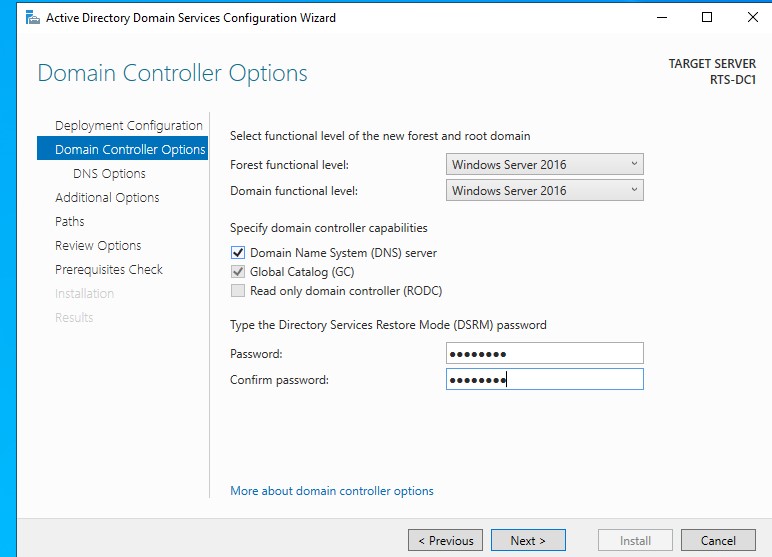 Active Directory Domain Services Configuration Wizard
Domain Controller Options
TARGET SERVER
RTS-DC1
Deployment Configuration
Domain Controller Options
DNS Options
Additional Options
Paths
Review Options
Prerequisites Check
Installation
Results
Select functional level of the new forest and root domain
Forest functional level: Windows Server 2016
Domain functional level: Windows Server 2016
Specify domain controller capabilities
Domain Name System (DNS) server
Global Catalog (GC)
Read only domain controller (RODC)
Type the Directory Services Restore Mode (DSRM) password
Password: ●●●●●●●●
Confirm password: ●●●●●●●●
More about domain controller options
< Previous Next > Install Cancel